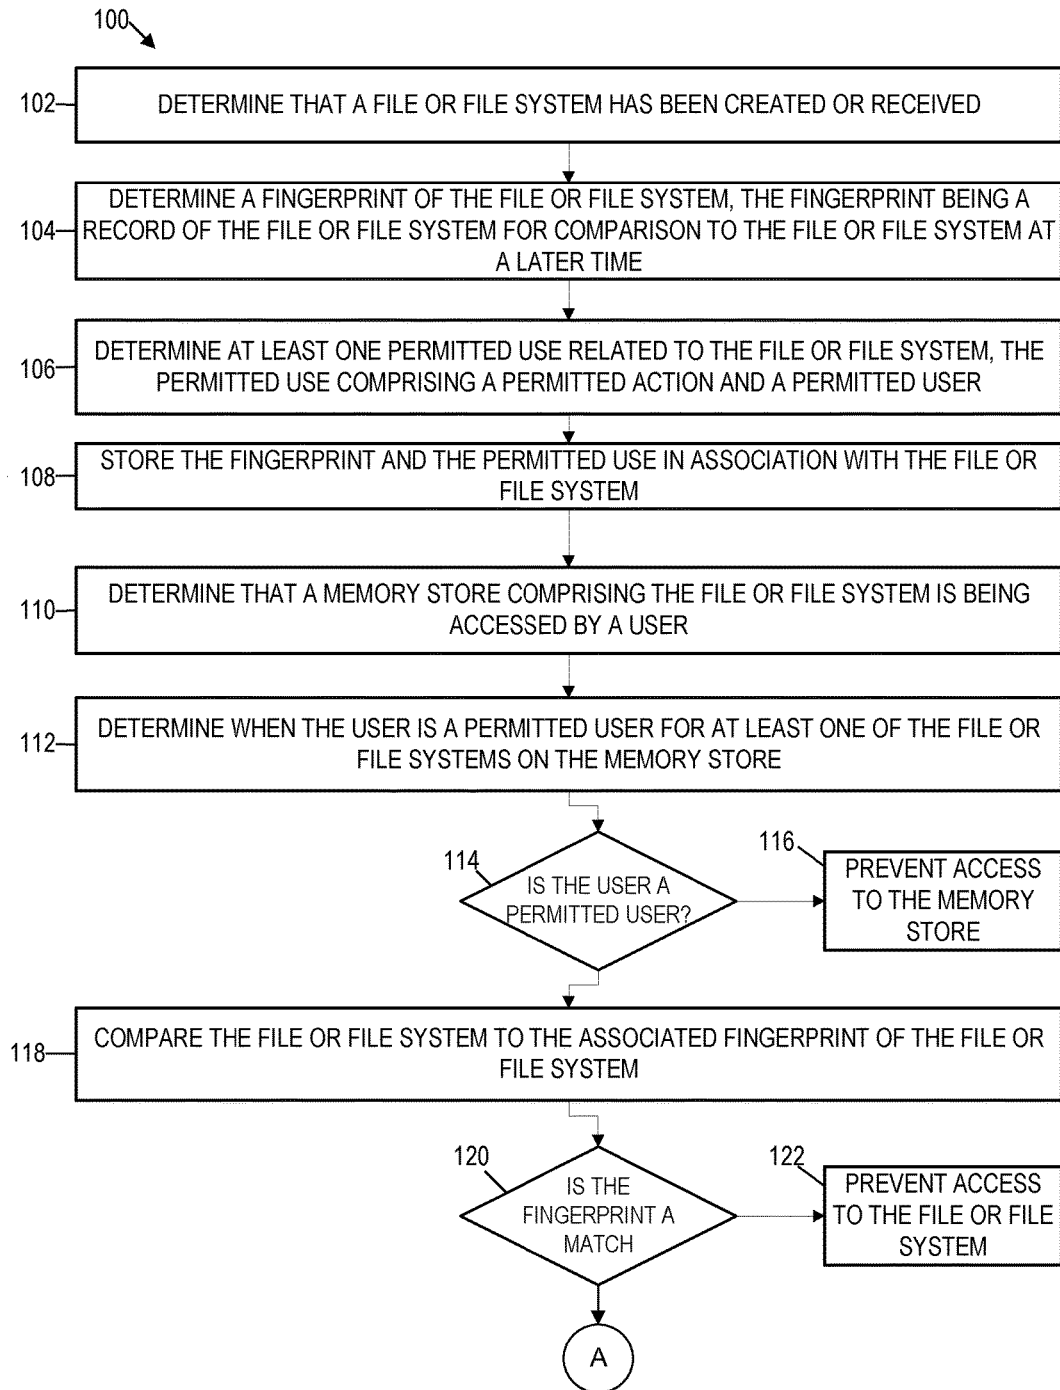 100
102
DETERMINE THAT A FILE OR FILE SYSTEM HAS BEEN CREATED OR RECEIVED
104
DETERMINE A FINGERPRINT OF THE FILE OR FILE SYSTEM, THE FINGERPRINT BEING A
RECORD OF THE FILE OR FILE SYSTEM FOR COMPARISON TO THE FILE OR FILE SYSTEM AT
A LATER TIME
106
DETERMINE AT LEAST ONE PERMITTED USE RELATED TO THE FILE OR FILE SYSTEM, THE
PERMITTED USE COMPRISING A PERMITTED ACTION AND A PERMITTED USER
108
STORE THE FINGERPRINT AND THE PERMITTED USE IN ASSOCIATION WITH THE FILE OR
FILE SYSTEM
110
DETERMINE THAT A MEMORY STORE COMPRISING THE FILE OR FILE SYSTEM IS BEING
ACCESSED BY A USER
112
DETERMINE WHEN THE USER IS A PERMITTED USER FOR AT LEAST ONE OF THE FILE OR
FILE SYSTEMS ON THE MEMORY STORE
114
IS THE USER A
PERMITTED USER?
116
PREVENT ACCESS
TO THE MEMORY
STORE
118
COMPARE THE FILE OR FILE SYSTEM TO THE ASSOCIATED FINGERPRINT OF THE FILE OR
FILE SYSTEM
120
IS THE
FINGERPRINT A
MATCH
122
PREVENT ACCESS
TO THE FILE OR FILE
SYSTEM
A